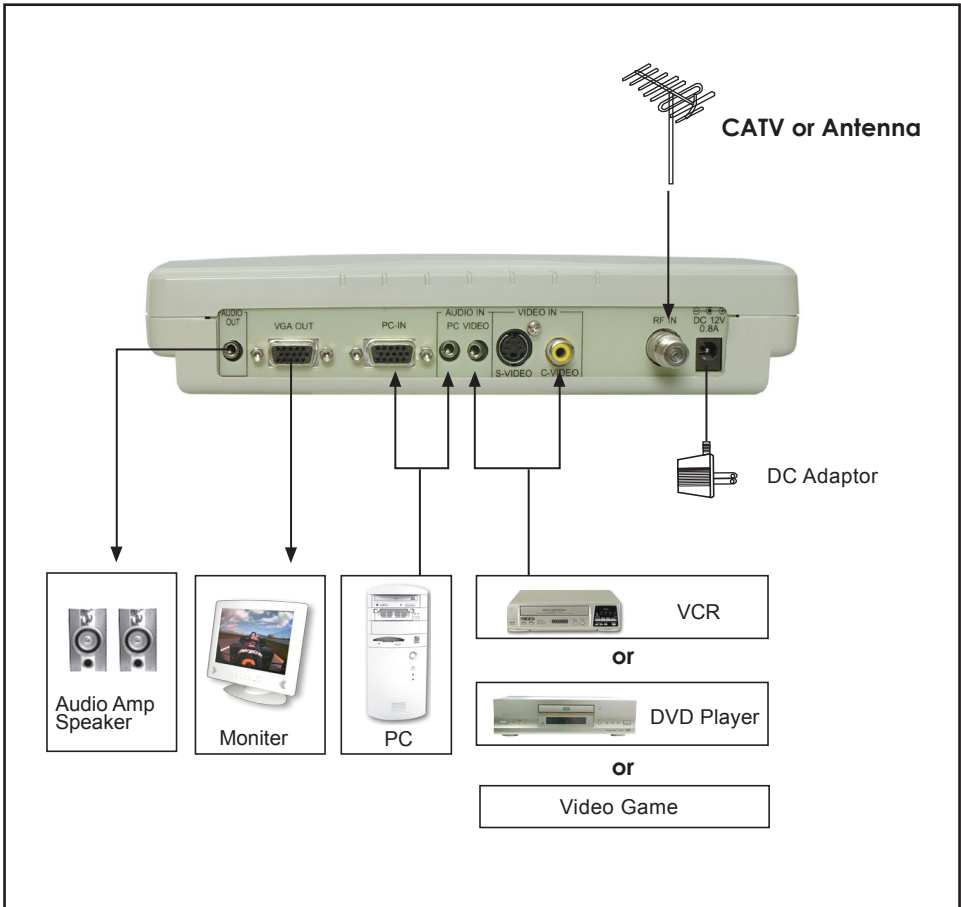 CATV or Antenna
AUDIO
OUT
VGA OUT
PC-IN
AUDIO IN
PC VIDEO
VIDEO IN
S-VIDEO
C-VIDEO
RF IN
DC 12V
0.8A
DC Adaptor
Audio Amp
Speaker
Moniter
PC
VCR
or
DVD Player
or
Video Game